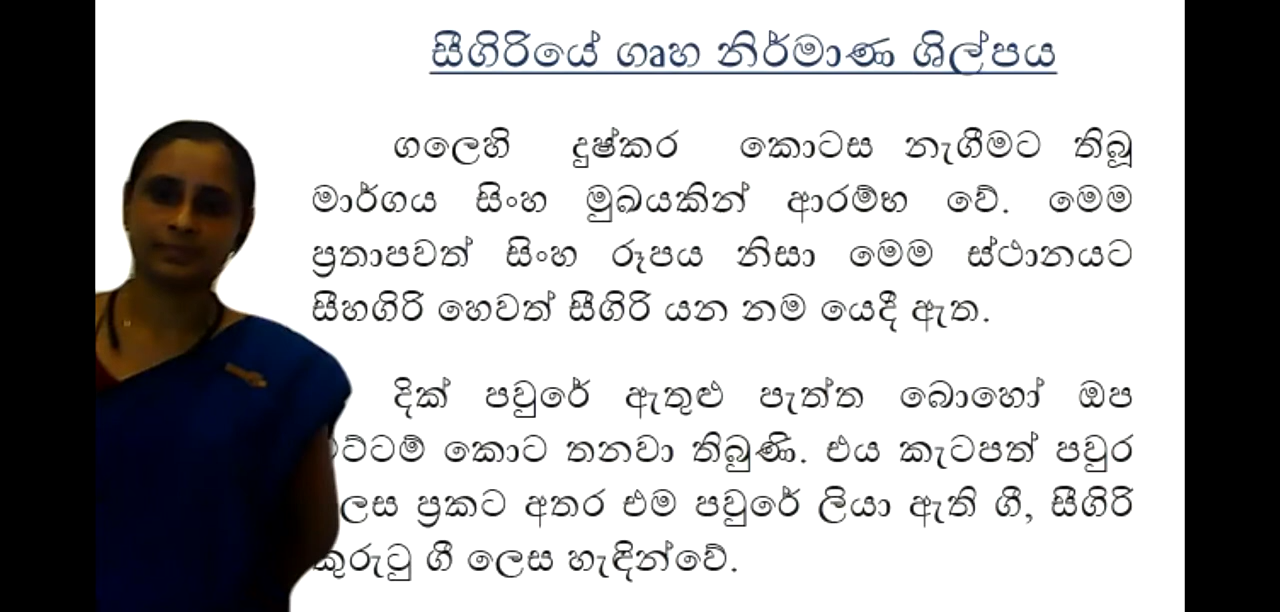 සීගිරියේ ගෘහ නිර්මාණ ශිල්පය
ගලෙහි දුෂ්කර කොටස නැගීමට තිබූ
මාර්ගය සිංහ මුඛයකින් ආරම්භ වේ. මෙම
ප්‍රතාපවත් සිංහ රූපය නිසා මෙම ස්ථානයට
සීහගිරි හෙවත් සීගිරි යන නම යෙදී ඇත.
දික් පවුරේ ඇතුළු පැත්ත බොහෝ ඔප
කොට තනවා තිබුණි. එය කැටපත් පවුර
ප්‍රකට අතර එම පවුරේ ලියා ඇති ගී, සීගිරි
කුරුටු ගී ලෙස හැඳින්වේ.